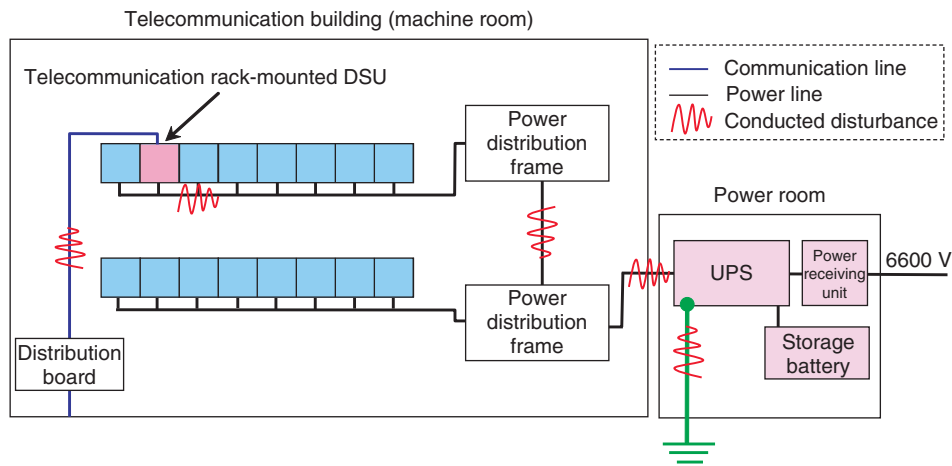 Telecommunication building (machine room)
Telecommunication rack-mounted DSU
Communication line
Power line
Conducted disturbance
Power
distribution
frame
Power room
UPS
Power
receiving
unit
6600 V
Power
distribution
frame
Storage
battery
Distribution
board